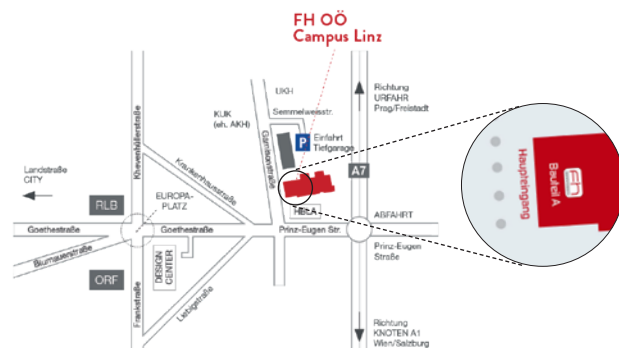 FH OÖ
Campus Linz
UKH
Semmelweisstr.
KUK
(eh. AKH)
P
Einfahrt
Tiefgarage
Richtung
URFAHR
Prag/Freistadt
Khevenhüllerstraße
Krankenhausstraße
Garnisonstraße
A7
Landstraße
CITY
RLB
EUROPA-
PLATZ
HBLA
ABFAHRT
Goethestraße
Goethestraße
Prinz-Eugen Str.
Prinz-Eugen
Straße
Blumauerstraße
ORF
DESIGN
CENTER
Frankstraße
Liebigstraße
Richtung
KNOTEN A1
Wien/Salzburg
Haupteingang
Bauteil A
Fh